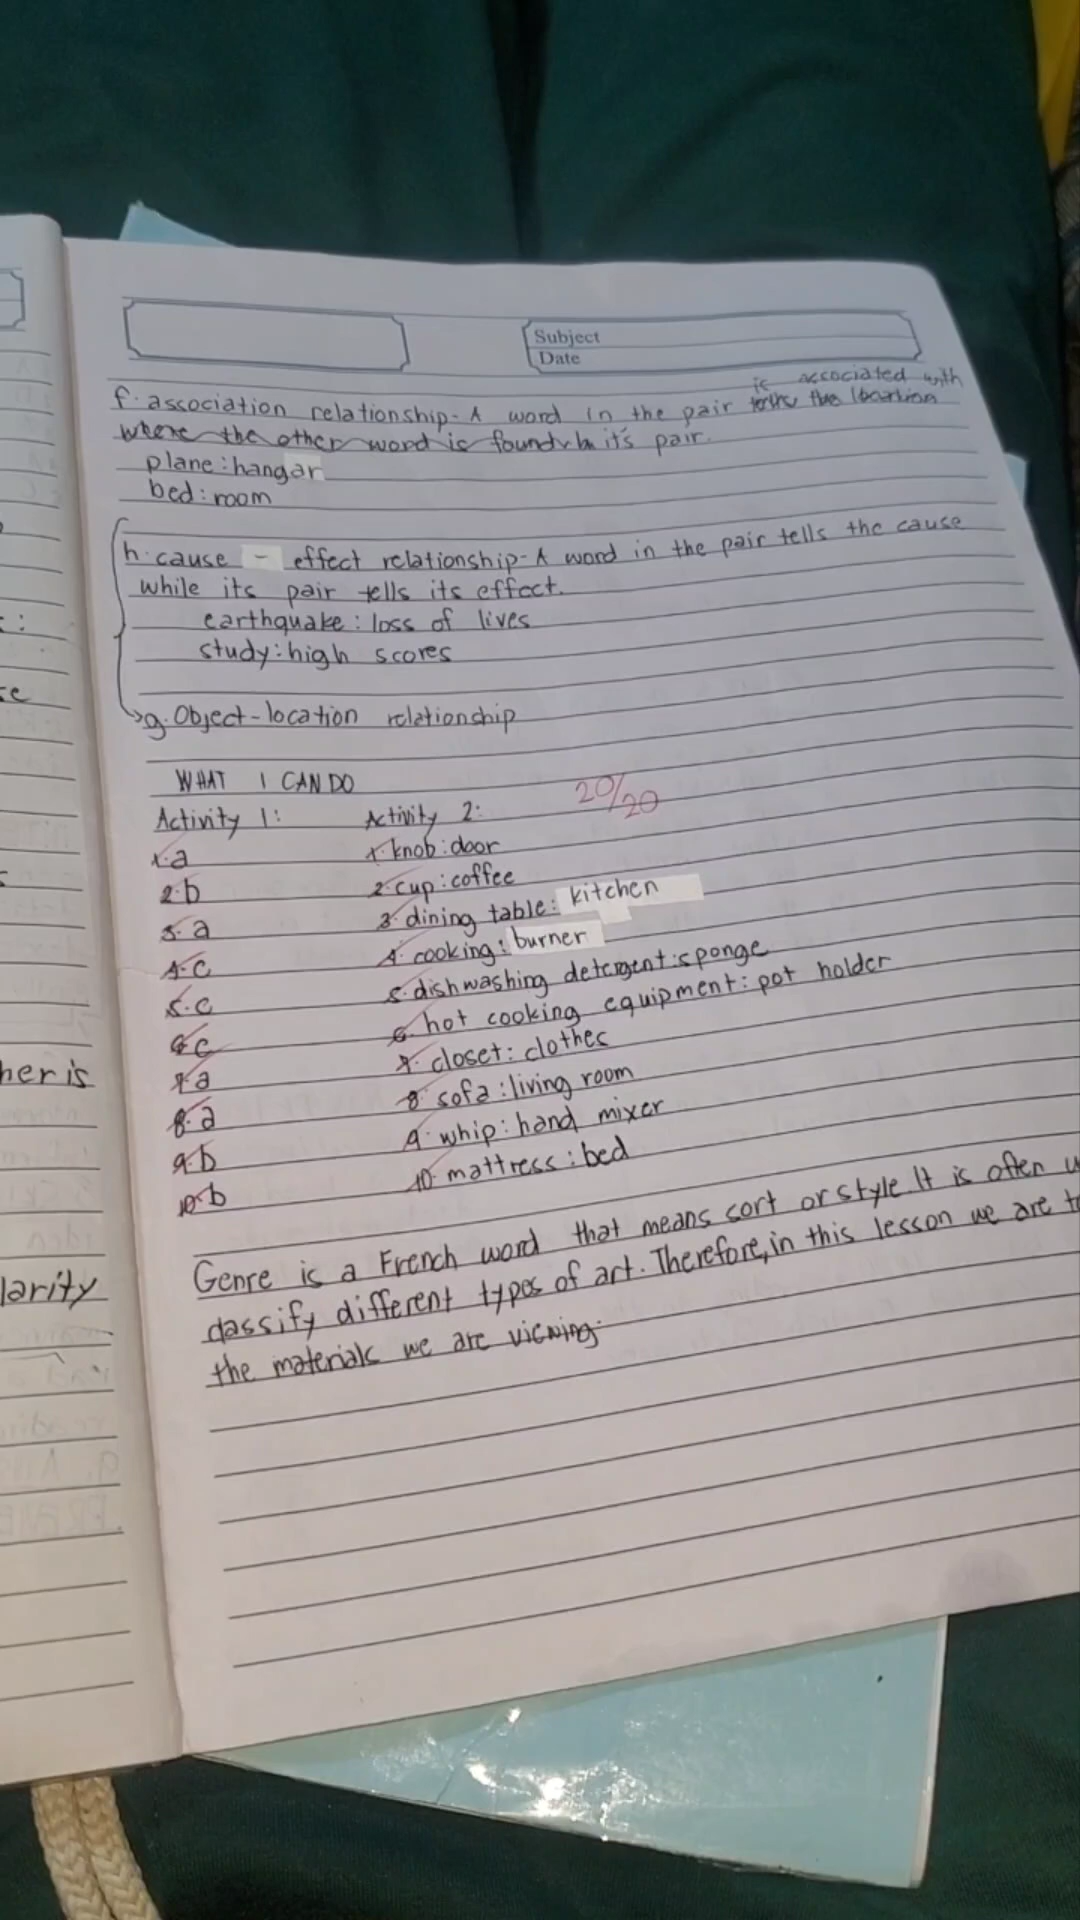 Subject
Date
is associated with
f. association relationship - A word in the pair tells the location
where the other word is found. in it's pair.
plane : hangar
bed : room
h. cause - effect relationship - A word in the pair tells the cause
while its pair tells its effect.
earthquake : loss of lives
study : high scores
g. Object - location relationship
WHAT I CAN DO
20/20
Activity 1: Activity 2:
1. a 1. knob : door
2. b 2. cup : coffee
3. a 3. dining table : kitchen
4. c 4. cooking : burner
5. c 5. dishwashing detergent : sponge
6. c 6. hot cooking equipment : pot holder
7. a 7. closet : clothes
8. a 8. sofa : living room
9. b 9. whip : hand mixer
10. b 10. mattress : bed
Genre is a French word that means sort or style. It is often
classify different types of art. Therefore, in this lesson we are
the materials we are viewing.
her is
larity